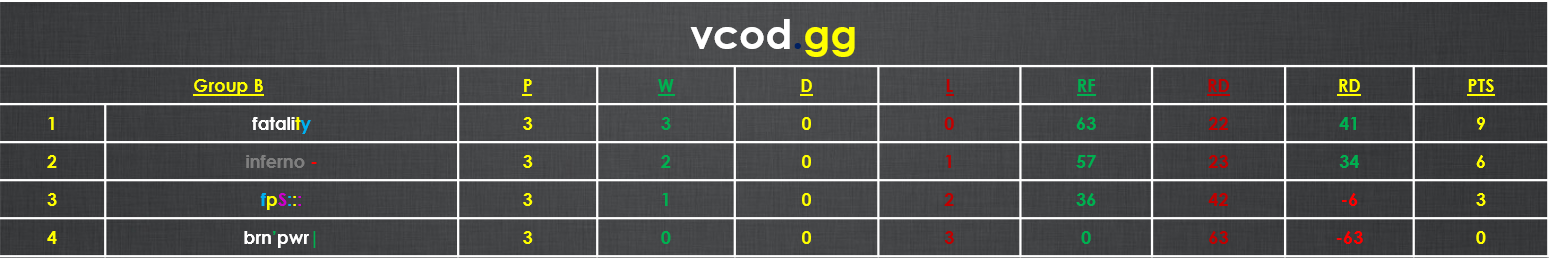 vcod.gg
Group B P W D L RF RD RD PTS
1 fatality 3 3 0 0 63 22 41 9
2 inferno - 3 2 0 1 57 23 34 6
3 fpS::: 3 1 0 2 36 42 -6 3
4 brn'pwr| 3 0 0 3 0 63 -63 0